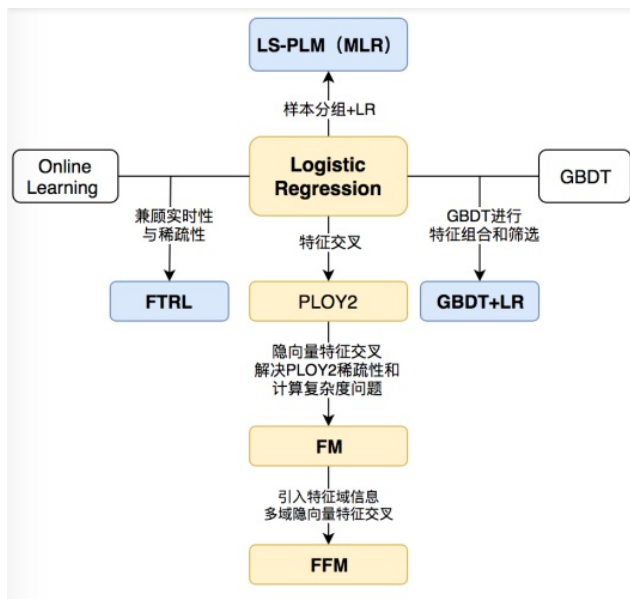 LS-PLM（MLR）
样本分组+LR
Online
Learning
Logistic
Regression
GBDT
兼顾实时性
与稀疏性
特征交叉
GBDT进行
特征组合和筛选
FTRL
PLOY2
GBDT+LR
隐向量特征交叉
解决PLOY2稀疏性和
计算复杂度问题
FM
引入特征域信息
多域隐向量特征交叉
FFM